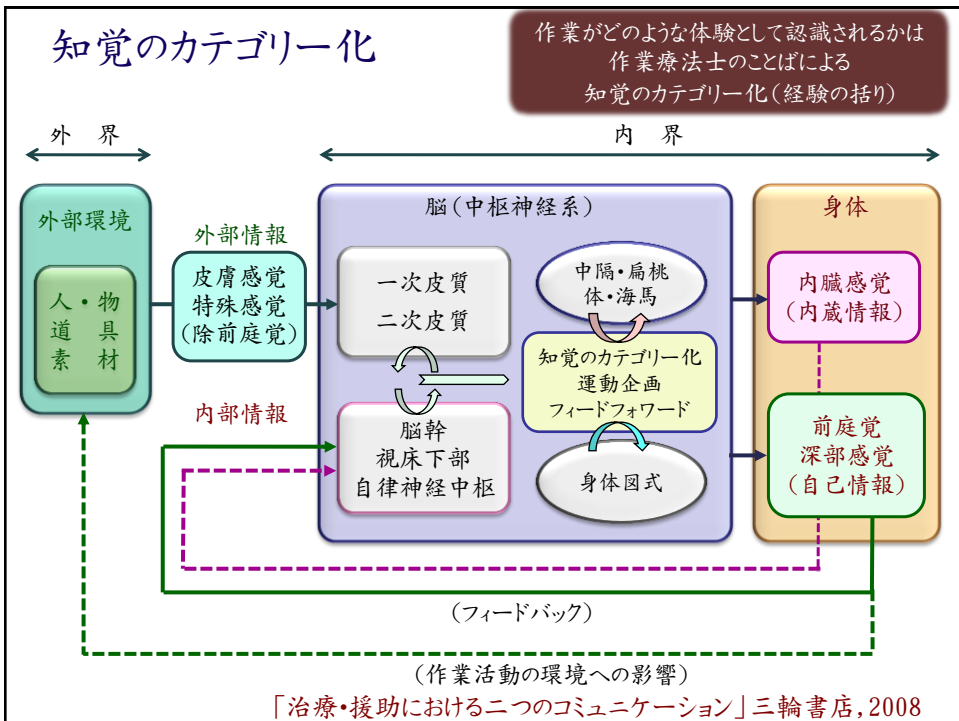 知覚のカテゴリー化
作業がどのような体験として認識されるかは
作業療法士のことばによる
知覚のカテゴリー化(経験の括り)
外 界
内 界
外部環境
人・物
道 具
素 材
外部情報
皮膚感覚
特殊感覚
(除前庭覚)
内部情報
脳(中枢神経系)
一次皮質
二次皮質
脳幹
視床下部
自律神経中枢
中隔・扁桃
体・海馬
知覚のカテゴリー化
運動企画
フィードフォワード
身体図式
身体
内臓感覚
(内蔵情報)
前庭覚
深部感覚
(自己情報)
(フィードバック)
(作業活動の環境への影響)
「治療・援助における二つのコミュニケーション」三輪書店,2008